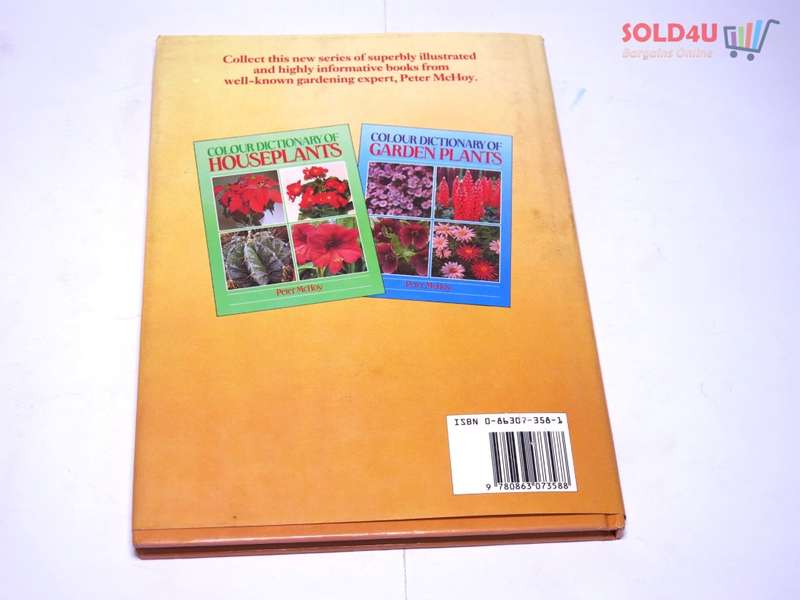 SOLD4U
Bargains Online
Collect this new series of superbly illustrated
and highly informative books from
well-known gardening expert, Peter McHoy.
COLOUR DICTIONARY OF
HOUSEPLANTS
Peter McHoy
COLOUR DICTIONARY OF
GARDEN PLANTS
Peter McHoy
ISBN 0-86307-358-1
9 780863 073588